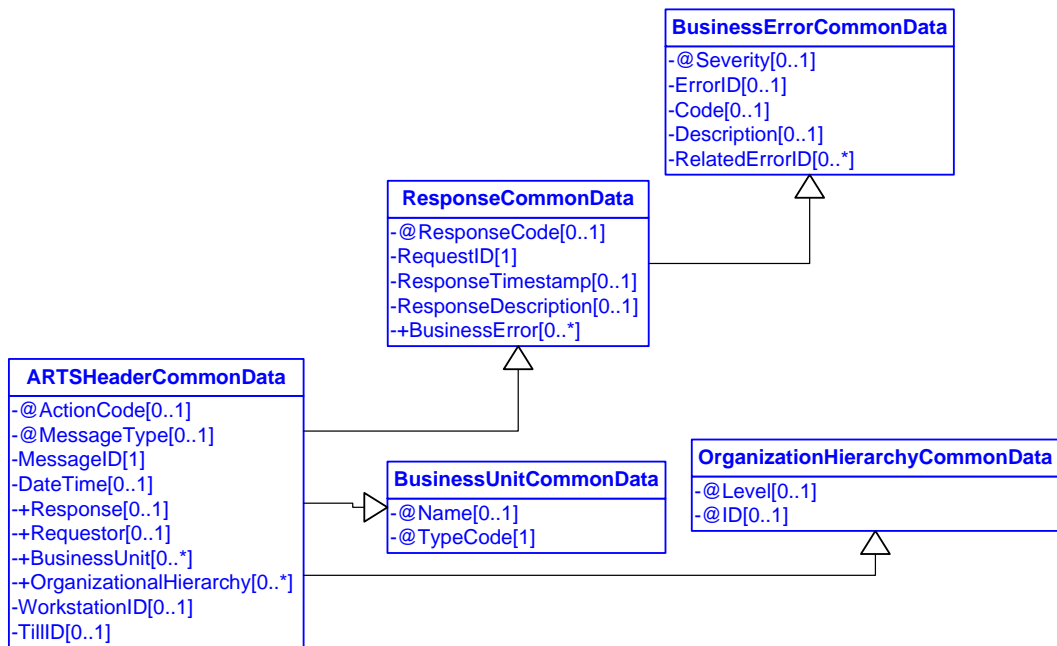 BusinessErrorCommonData
-@Severity[0..1]
-ErrorID[0..1]
-Code[0..1]
-Description[0..1]
-RelatedErrorID[0..*]
ResponseCommonData
-@ResponseCode[0..1]
-RequestID[1]
-ResponseTimestamp[0..1]
-ResponseDescription[0..1]
-+BusinessError[0..*]
ARTSHeaderCommonData
-@ActionCode[0..1]
-@MessageType[0..1]
-MessageID[1]
-DateTime[0..1]
-+Response[0..1]
-+Requestor[0..1]
-+BusinessUnit[0..*]
-+OrganizationalHierarchy[0..*]
-WorkstationID[0..1]
-TillID[0..1]
BusinessUnitCommonData
-@Name[0..1]
-@TypeCode[1]
OrganizationHierarchyCommonData
-@Level[0..1]
-@ID[0..1]